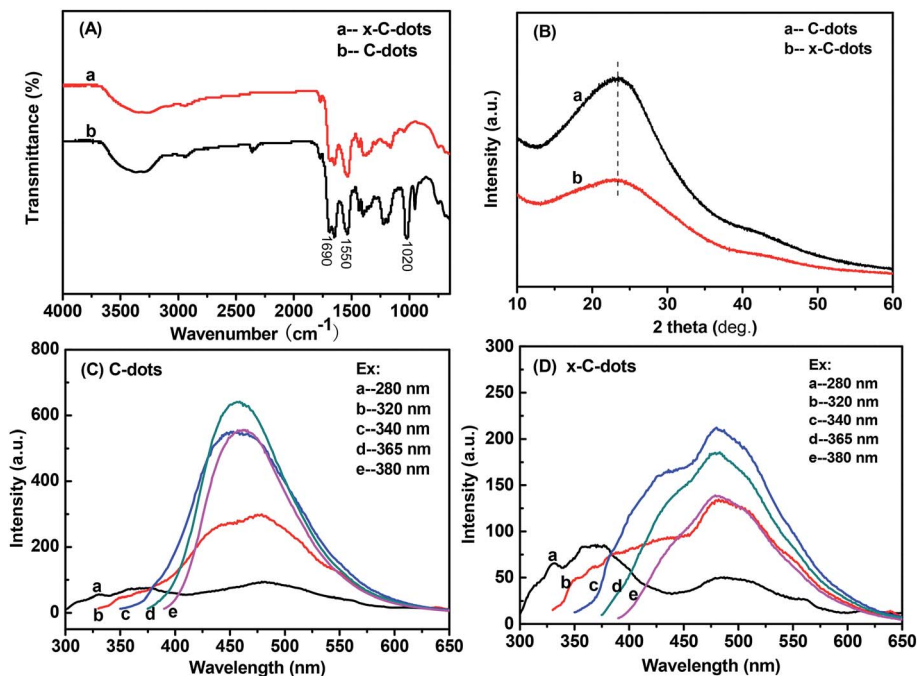 (A)
a-- x-C-dots
b-- C-dots
a
b
1690
1550
1020
Transmittance (%)
4000 3500 3000 2500 2000 1500 1000
Wavenumber (cm-1)
(B)
a-- C-dots
b-- x-C-dots
a
b
Intensity (a.u.)
10 20 30 40 50 60
2 theta (deg.)
(C) C-dots
Ex:
a--280 nm
b--320 nm
c--340 nm
d--365 nm
e--380 nm
800
600
400
200
0
Intensity (a.u.)
a
b c d e
300 350 400 450 500 550 600 650
Wavelength (nm)
(D) x-C-dots
Ex:
a--280 nm
b--320 nm
c--340 nm
d--365 nm
e--380 nm
300
250
200
150
100
50
0
Intensity (a.u.)
a
b c d e
300 350 400 450 500 550 600 650
Wavelength (nm)